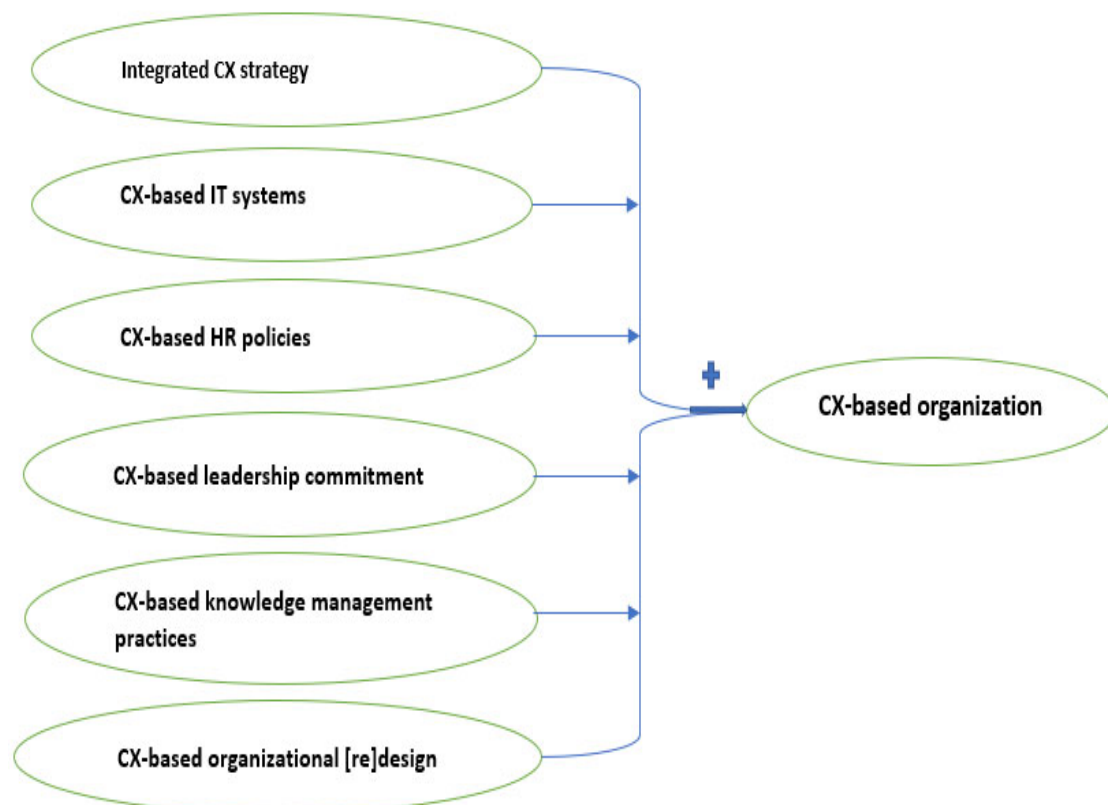 Integrated CX strategy
CX-based IT systems
CX-based HR policies
+
CX-based organization
CX-based leadership commitment
CX-based knowledge management
practices
CX-based organizational [re]design